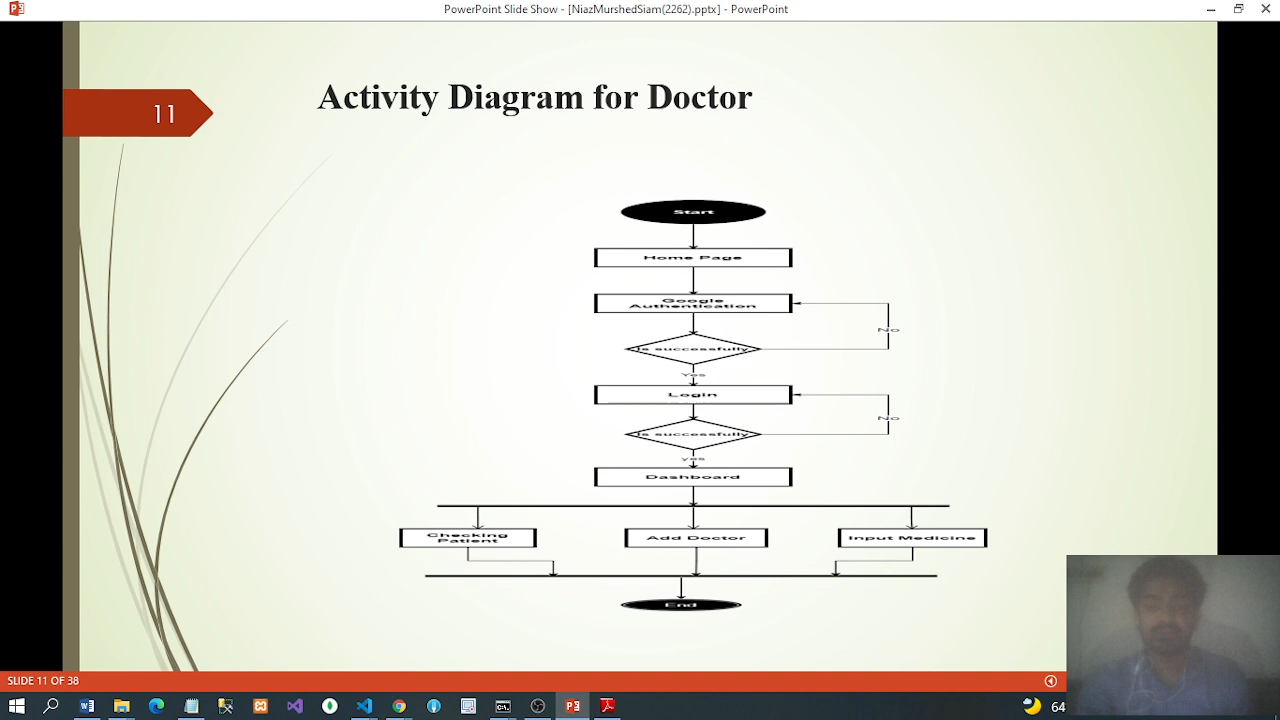 PowerPoint Slide Show - [NiazMurshedSiam(2262).pptx] - PowerPoint
11
Activity Diagram for Doctor
Start
Home Page
Google
Authentication
No
Is successfully
Yes
Login
No
Is successfully
yes
Dashboard
Checking
Patient
Add Doctor
Input Medicine
End
SLIDE 11 OF 38
64